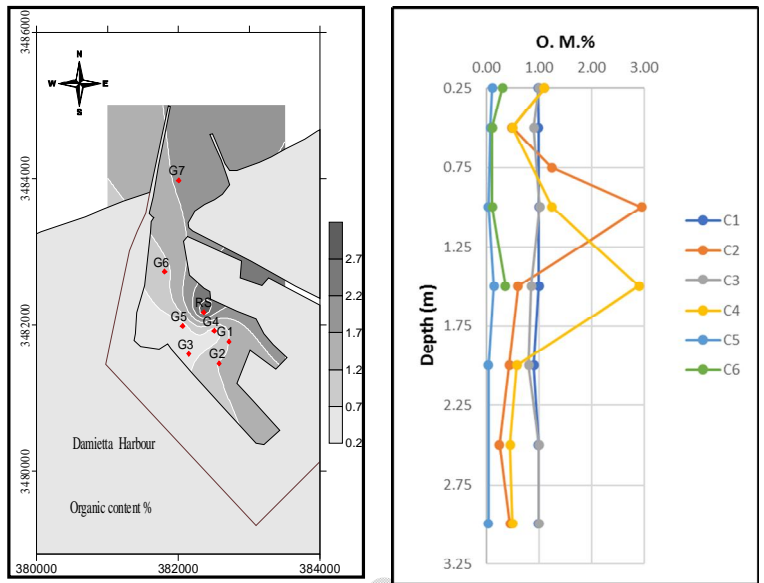 3486000
3484000
3482000
3480000
380000
382000
384000
N
W
E
S
G7
G6
RS
G5
G4
G1
G3
G2
Damietta Harbour
Organic content %
2.7
2.2
1.7
1.2
0.7
0.2
O. M.%
0.00 1.00 2.00 3.00
0.25
0.75
1.25
1.75
2.25
2.75
3.25
Depth (m)
C1
C2
C3
C4
C5
C6